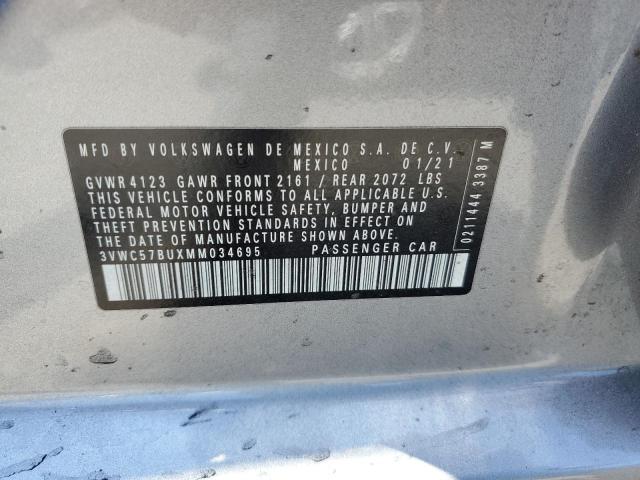 MFD BY VOLKSWAGEN DE MEXICO S.A. DE C.V.
MEXICO 01/21
GVWR 4123 GAWR FRONT 2161 / REAR 2072 LBS
THIS VEHICLE CONFORMS TO ALL APPLICABLE U.S.
FEDERAL MOTOR VEHICLE SAFETY, BUMPER AND
THEFT PREVENTION STANDARDS IN EFFECT ON
THE DATE OF MANUFACTURE SHOWN ABOVE.
3VWC57BUXMM034695 PASSENGER CAR
0211444 3387 M